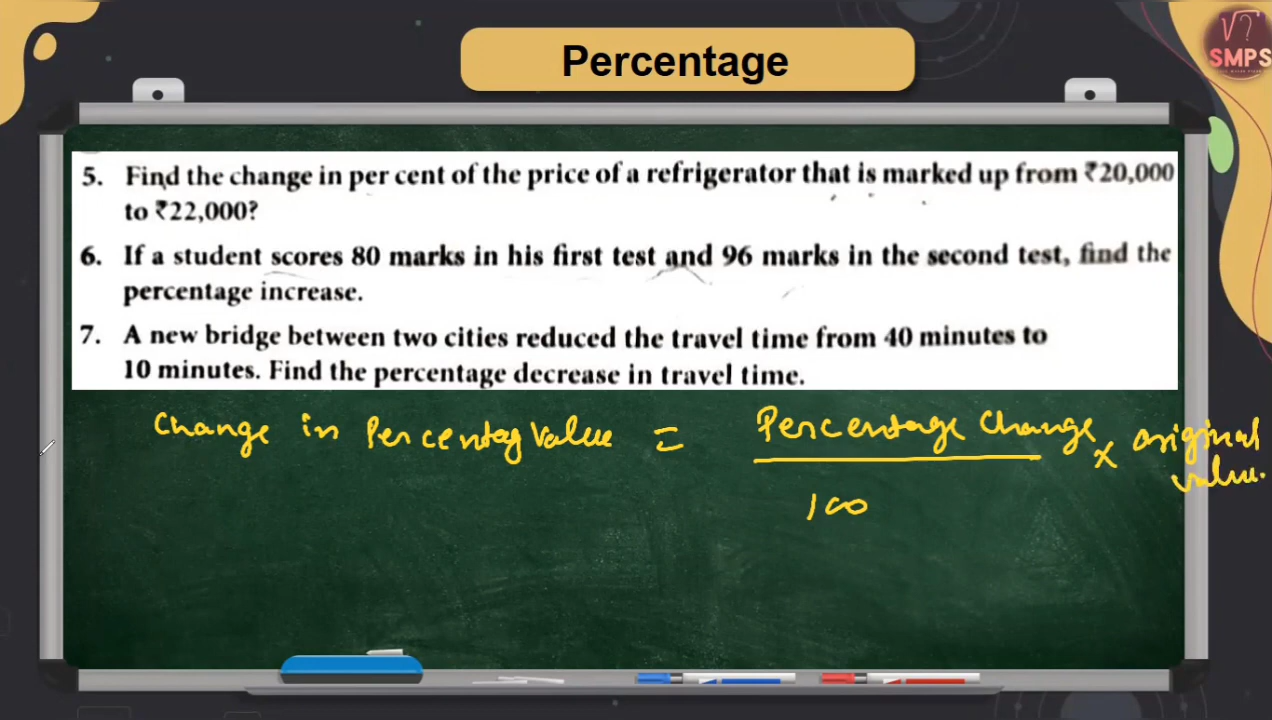 Percentage
√?
SMPS
5. Find the change in per cent of the price of a refrigerator that is marked up from ₹20,000
to ₹22,000?
6. If a student scores 80 marks in his first test and 96 marks in the second test, find the
percentage increase.
7. A new bridge between two cities reduced the travel time from 40 minutes to
10 minutes. Find the percentage decrease in travel time.
Change in Percentag Value = Percentage Change × original
value.
100